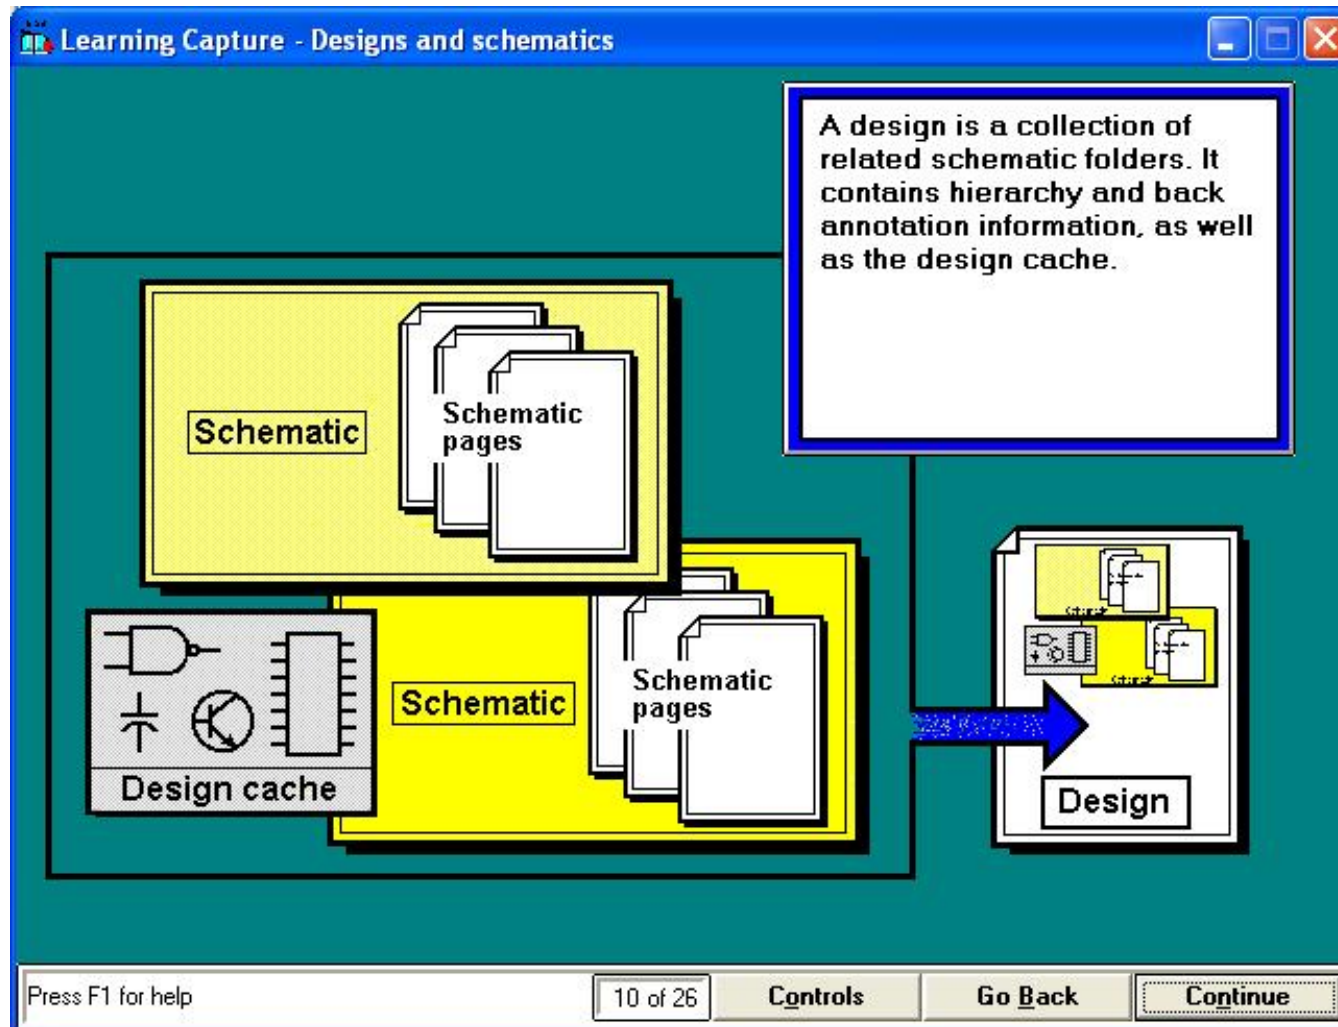 Learning Capture - Designs and schematics
A design is a collection of
related schematic folders. It
contains hierarchy and back
annotation information, as well
as the design cache.
Schematic
Schematic
pages
Schematic
Schematic
pages
Design cache
Design
Press F1 for help
10 of 26
Controls
Go Back
Continue